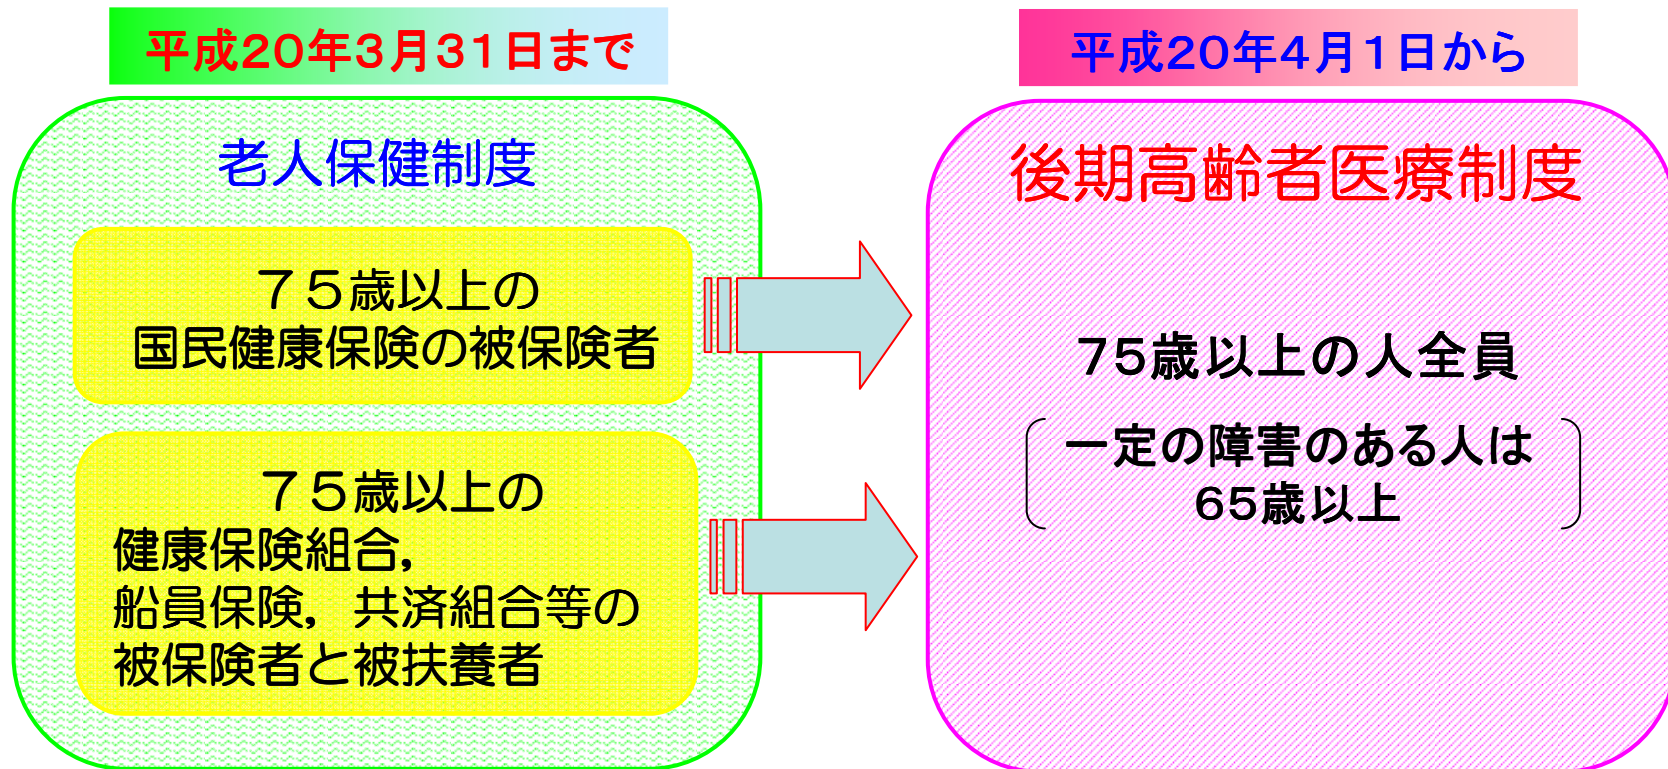 平成20年3月31日まで
老人保健制度
７５歳以上の
国民健康保険の被保険者
７５歳以上の
健康保険組合，
船員保険，共済組合等の
被保険者と被扶養者
平成20年4月1日から
後期高齢者医療制度
75歳以上の人全員
一定の障害のある人は
65歳以上